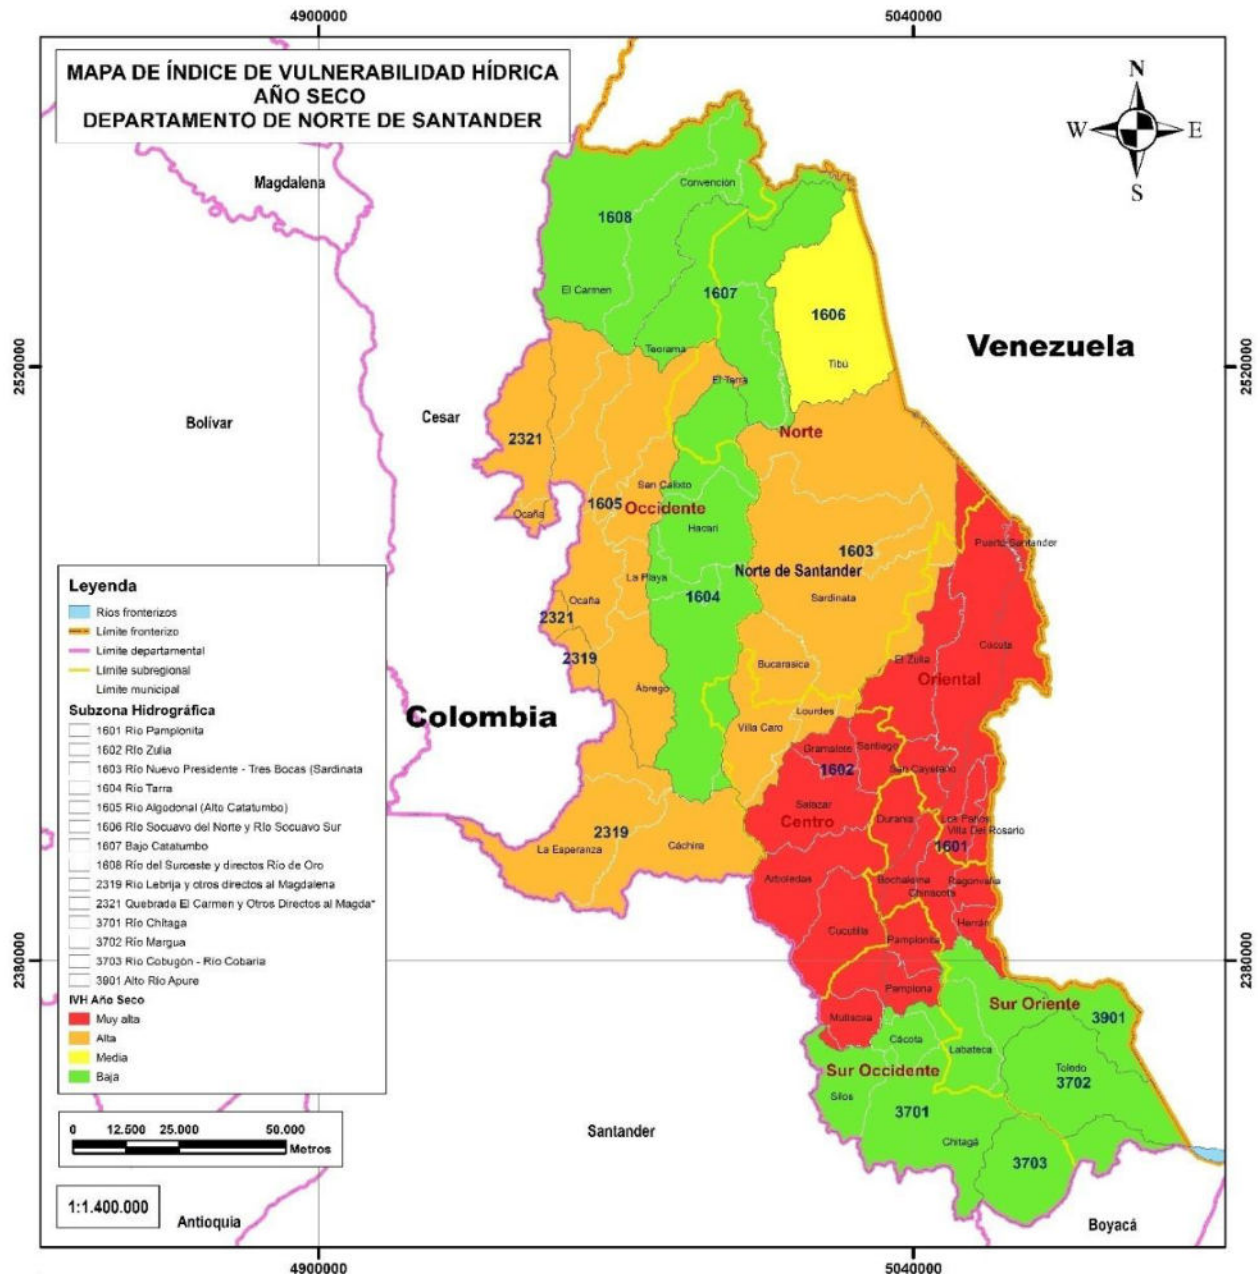 4900000
5040000
MAPA DE ÍNDICE DE VULNERABILIDAD HÍDRICA
AÑO SECO
DEPARTAMENTO DE NORTE DE SANTANDER
N
W
E
S
Magdalena
Convención
1608
El Carmen
1607
1606
Venezuela
Teorama
Tibú
2520000
2520000
El Tarra
Cesar
Bolívar
Norte
2321
San Calixto
1605
Occidente
Ocaña
Hacarí
Puerto Santander
1603
Norte de Santander
La Playa
1604
Sardinata
Ocaña
2321
Cúcuta
2319
El Zulia
Bucarasica
Oriental
Ábrego
Colombia
Lourdes
Villa Caro
Gramalote
Santiago
San Cayetano
1602
Salazar
Centro
Durania
Los Patios
Villa Del Rosario
2319
La Esperanza
Cáchira
1601
Arboledas
Bochalema
Ragonvalia
Chinácota
Herrán
Cucutilla
Pamplonita
2380000
2380000
Pamplona
Sur Oriente
Mutiscua
3901
Cácota
Labateca
Sur Occidente
Toledo
3702
Silos
3701
Chitagá
Santander
3703
Antioquia
Boyacá
Leyenda
Ríos fronterizos
Límite fronterizo
Límite departamental
Límite subregional
Límite municipal
Subzona Hidrográfica
1601 Río Pamplonita
1602 Río Zulia
1603 Río Nuevo Presidente - Tres Bocas (Sardinata
1604 Río Tarra
1605 Río Algodonal (Alto Catatumbo)
1606 Río Socuavo del Norte y Río Socuavo Sur
1607 Bajo Catatumbo
1608 Río del Suroeste y directos Río de Oro
2319 Río Lebrija y otros directos al Magdalena
2321 Quebrada El Carmen y Otros Directos al Magda*
3701 Río Chitagá
3702 Río Margua
3703 Río Cobugón - Río Cobaría
3901 Alto Río Apure
IVH Año Seco
Muy alta
Alta
Media
Baja
0 12.500 25.000 50.000
Metros
1:1.400.000
4900000
5040000